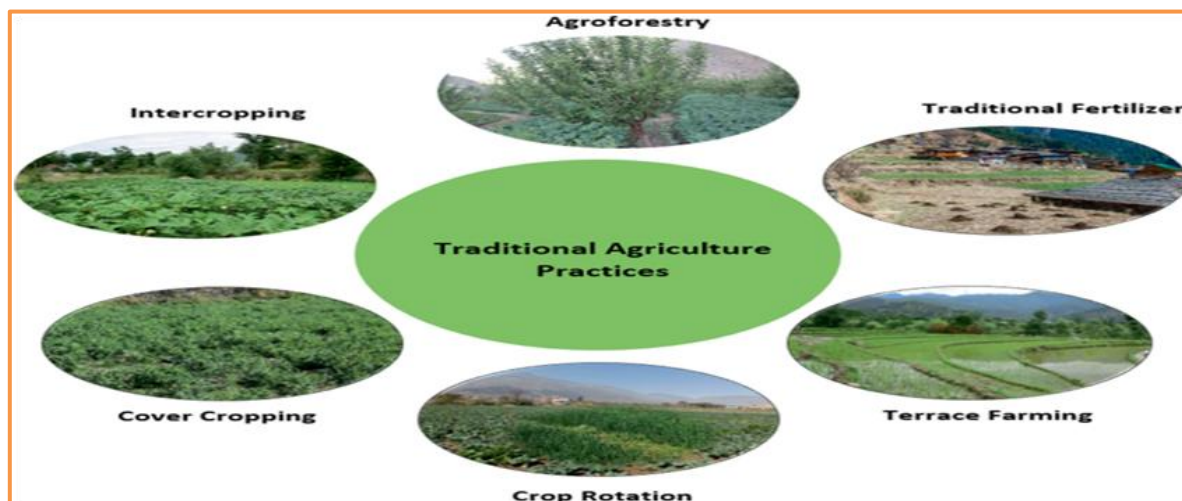 Agroforestry
Intercropping
Traditional Fertilizer
Traditional Agriculture
Practices
Cover Cropping
Terrace Farming
Crop Rotation